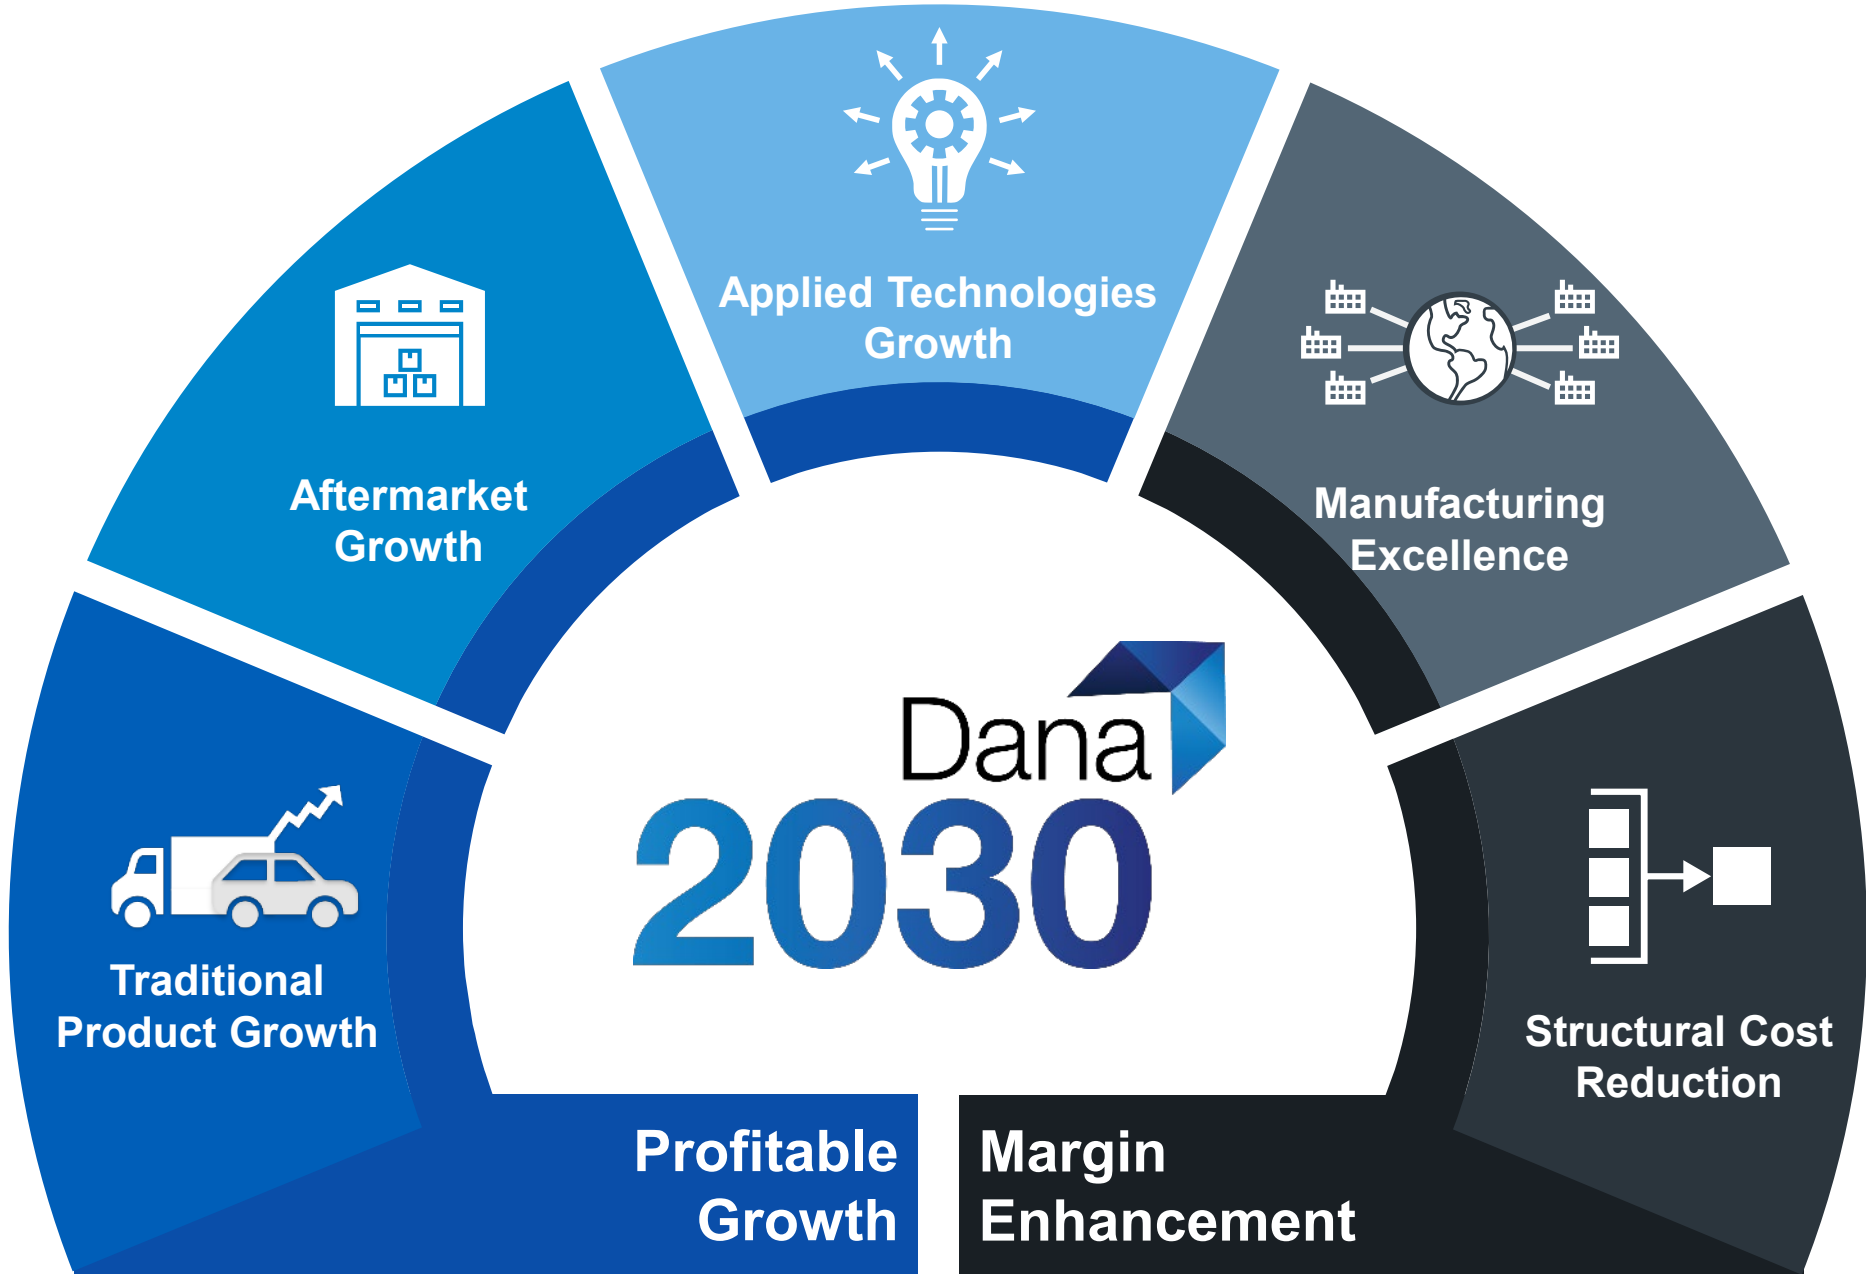 Applied Technologies
Growth
Aftermarket
Growth
Manufacturing
Excellence
Dana
2030
Traditional
Product Growth
Structural Cost
Reduction
Profitable
Growth
Margin
Enhancement